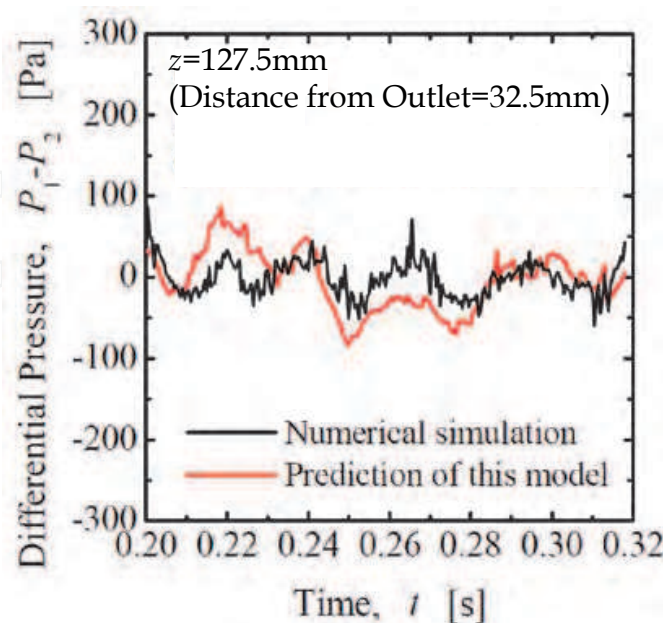 z=127.5mm
(Distance from Outlet=32.5mm)
Differential Pressure, P₁-P₂ [Pa]
300
200
100
0
-100
-200
-300
Numerical simulation
Prediction of this model
0.20 0.22 0.24 0.26 0.28 0.30 0.32
Time, t [s]